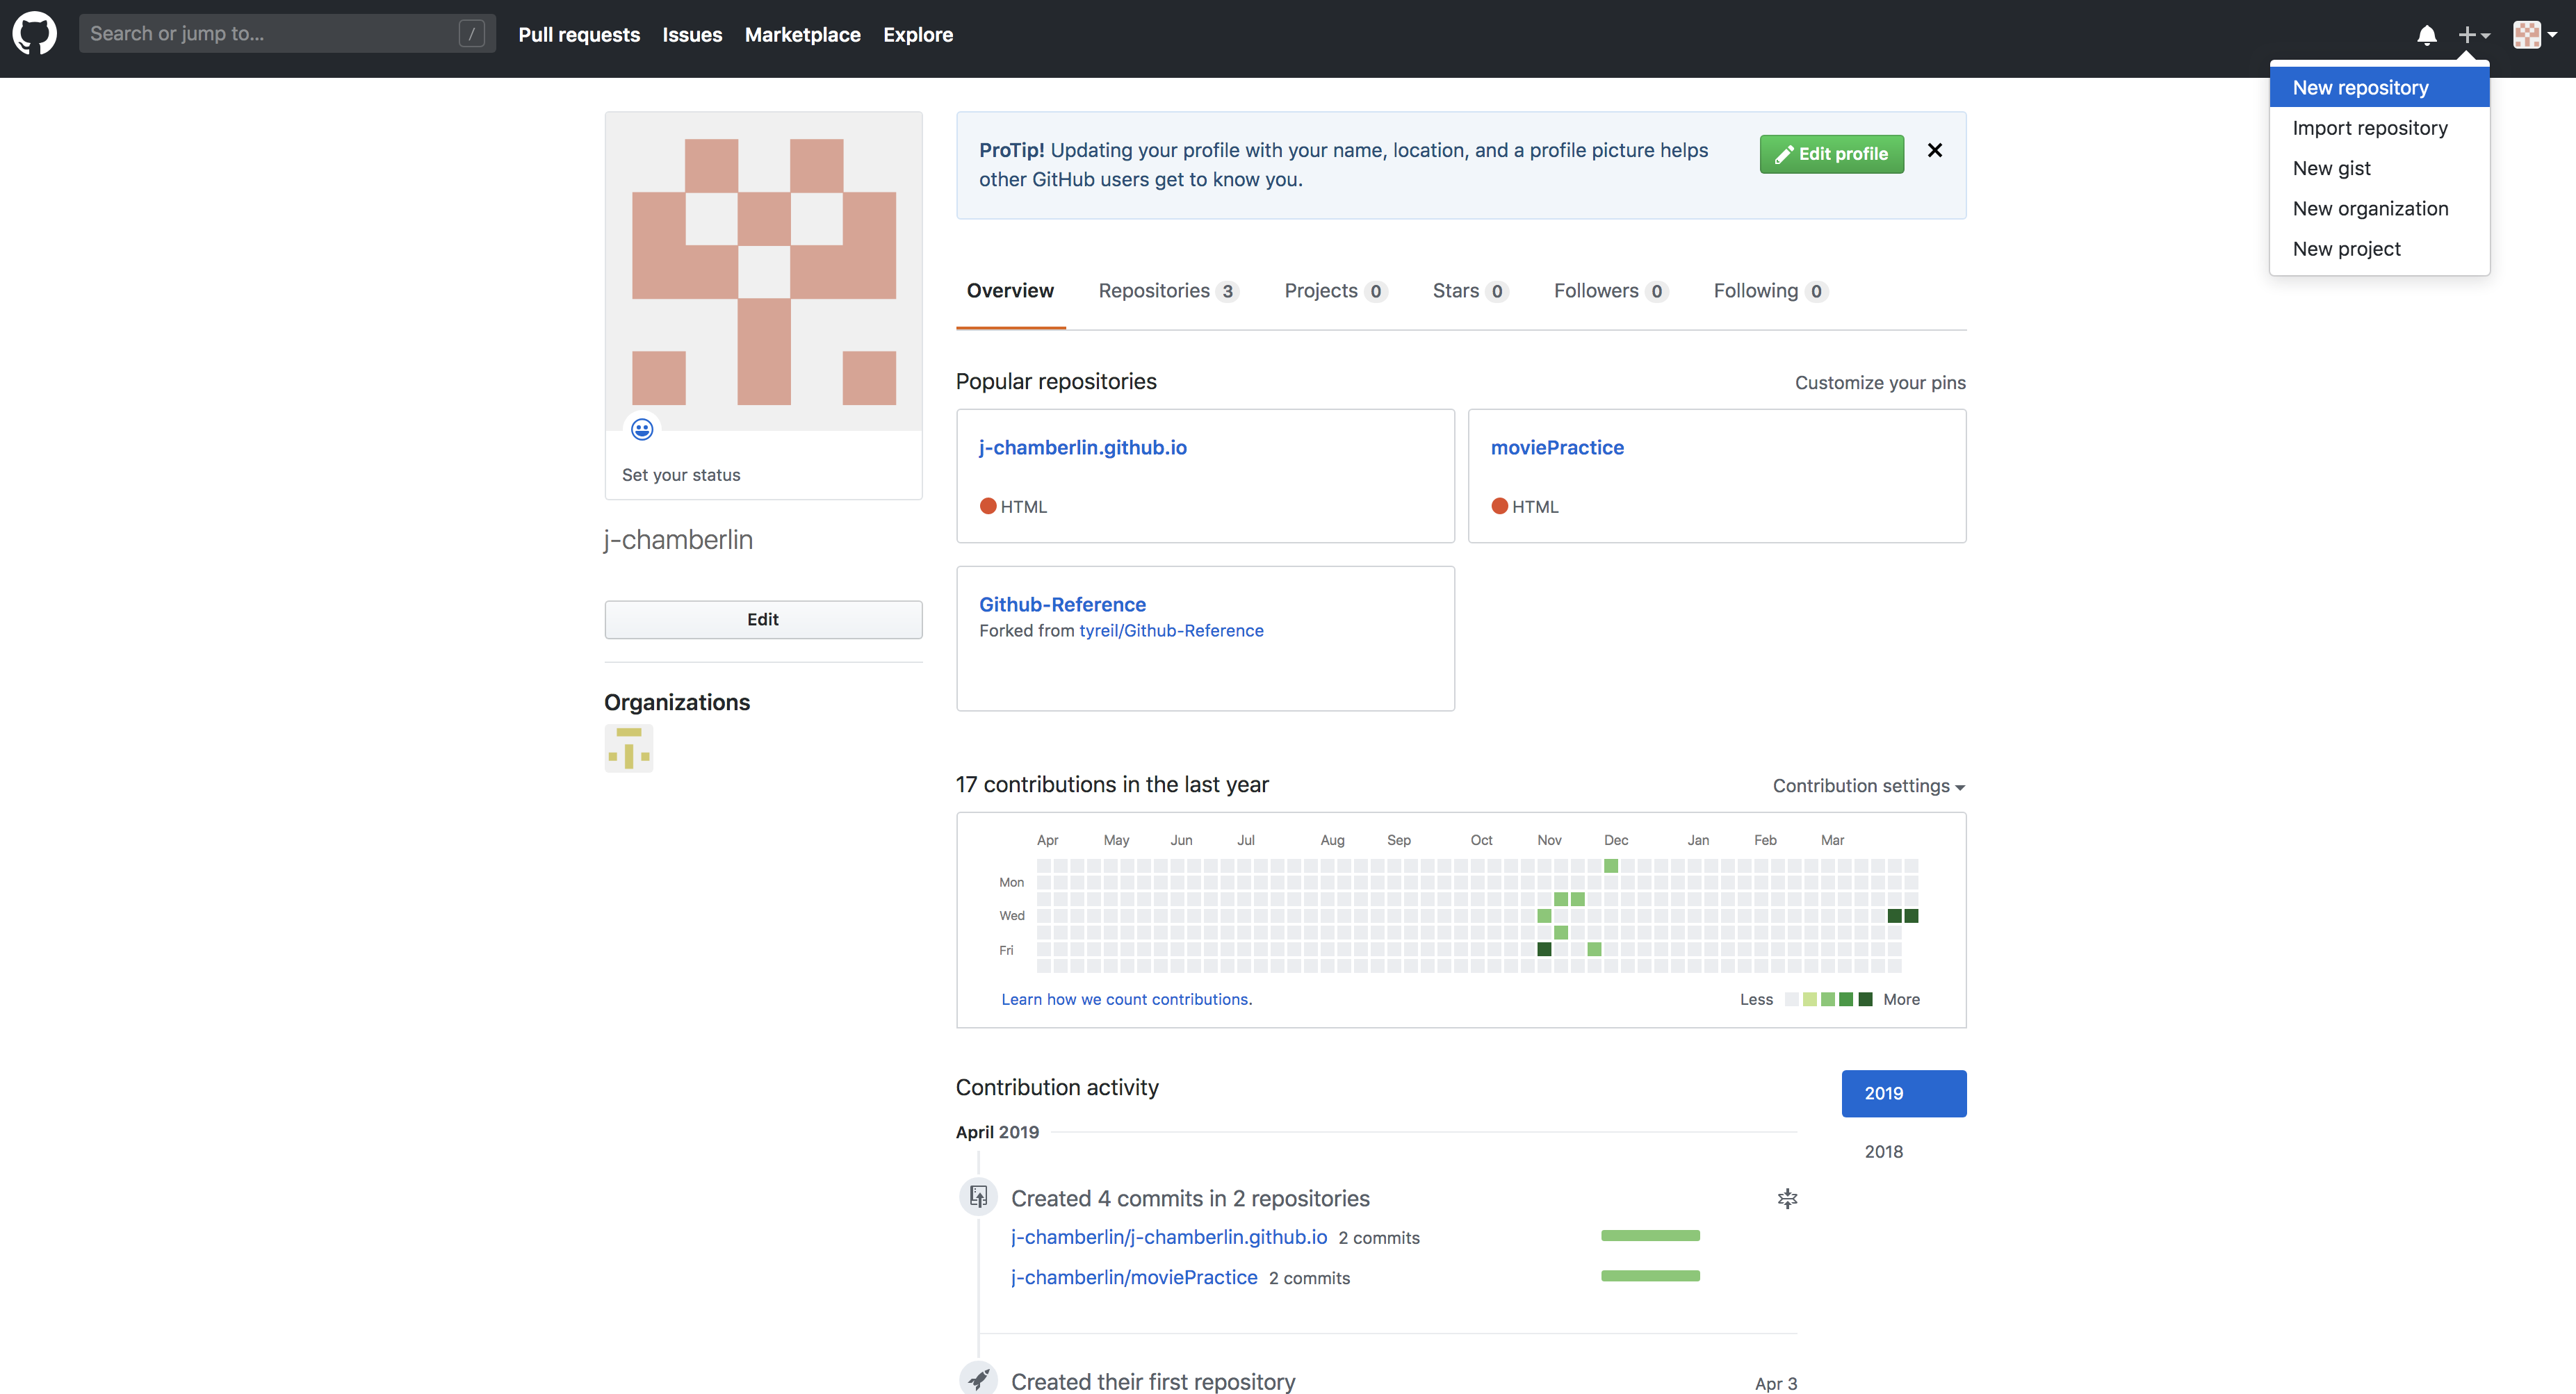 Search or jump to...
/
Pull requests
Issues
Marketplace
Explore
New repository
Import repository
New gist
New organization
New project
ProTip! Updating your profile with your name, location, and a profile picture helps
other GitHub users get to know you.
Edit profile
Overview
Repositories 3
Projects 0
Stars 0
Followers 0
Following 0
Set your status
j-chamberlin
Edit
Organizations
Popular repositories
Customize your pins
j-chamberlin.github.io
HTML
moviePractice
HTML
Github-Reference
Forked from tyreil/Github-Reference
17 contributions in the last year
Contribution settings
Apr May Jun Jul Aug Sep Oct Nov Dec Jan Feb Mar
Mon
Wed
Fri
Learn how we count contributions.
Less
More
Contribution activity
2019
2018
April 2019
Created 4 commits in 2 repositories
j-chamberlin/j-chamberlin.github.io 2 commits
j-chamberlin/moviePractice 2 commits
Created their first repository
Apr 3